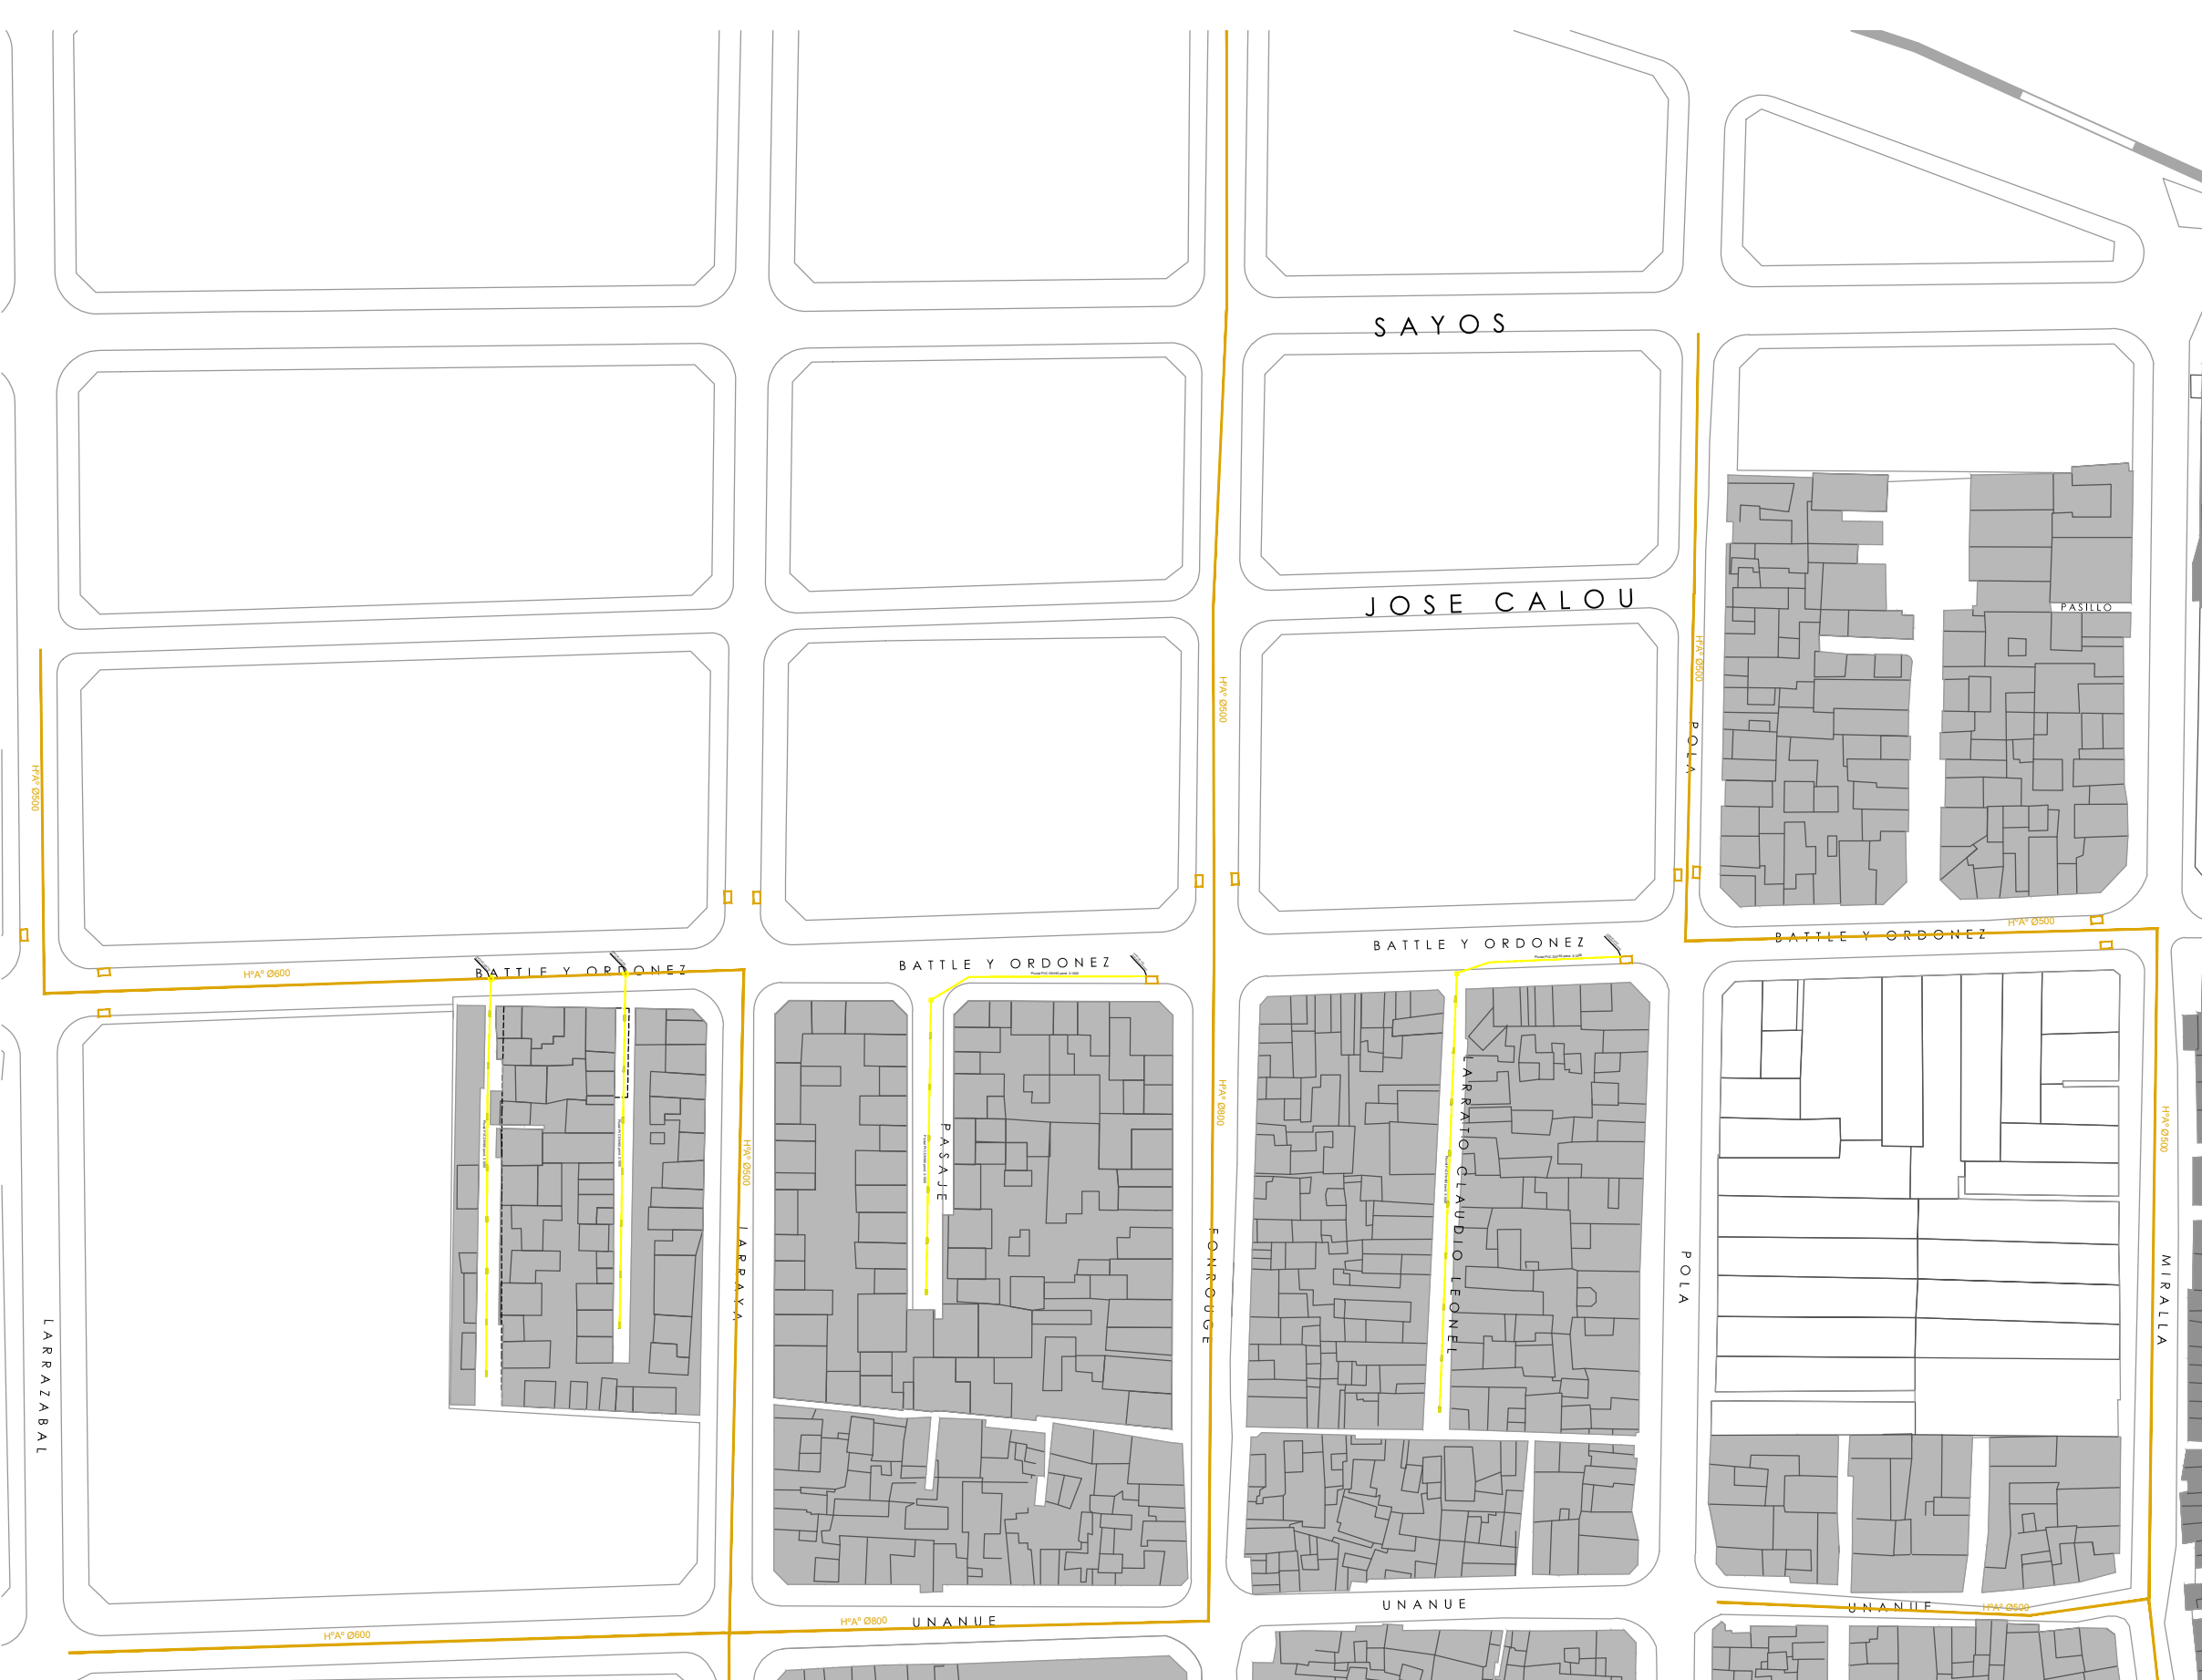 SAYOS
JOSE CALOU
PASILLO
HºAº Ø500
HºAº Ø500
POLA
HºAº Ø500
HºAº Ø500
BATTLE Y ORDONEZ
BATTLE Y ORDONEZ
BATTLE Y ORDONEZ
BATTLE Y ORDONEZ
HºAº Ø600
HºAº Ø500
HºAº Ø800
HºAº Ø500
PASAJE
LARRATO CLAUDIO LEONEL
LARRAYA
FONROUGE
POLA
MIRALLA
LARRAZABAL
UNANUE
UNANUE
UNANUE
HºAº Ø500
HºAº Ø800
HºAº Ø600